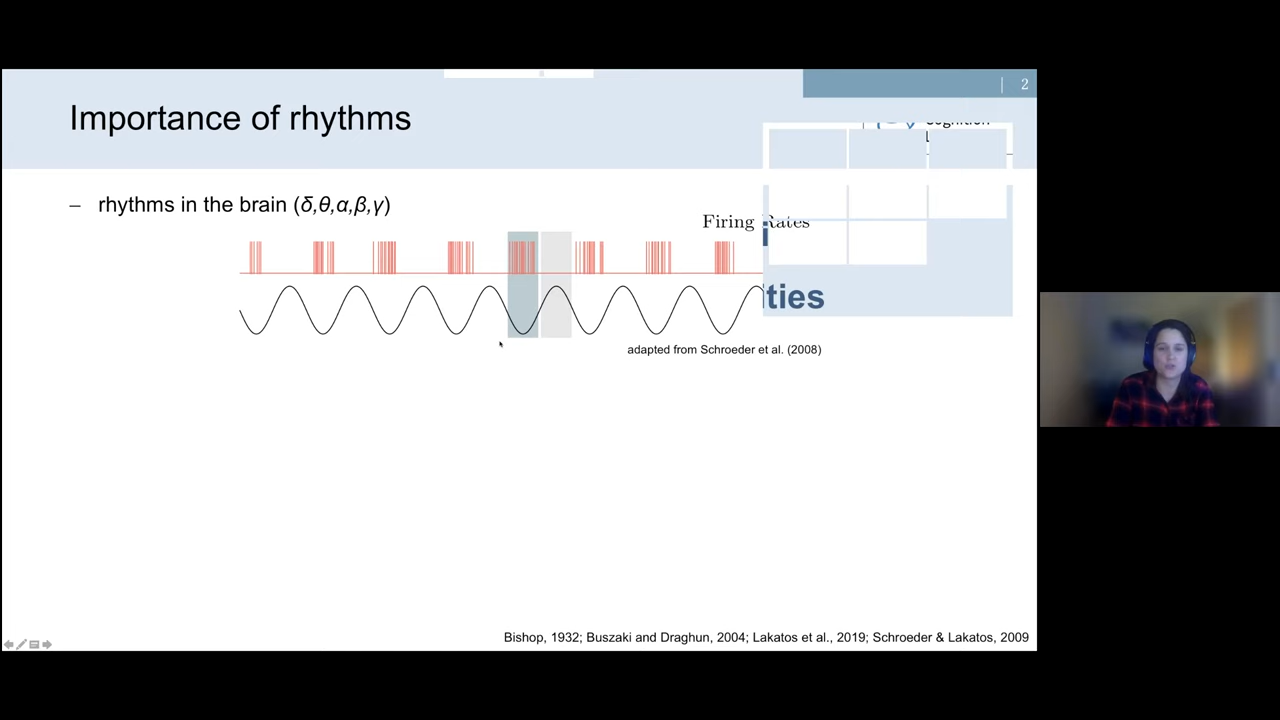 2
Importance of rhythms
Cognition
– rhythms in the brain (δ,θ,α,β,γ)
Firing Rates
ties
adapted from Schroeder et al. (2008)
Bishop, 1932; Buszaki and Draghun, 2004; Lakatos et al., 2019; Schroeder & Lakatos, 2009